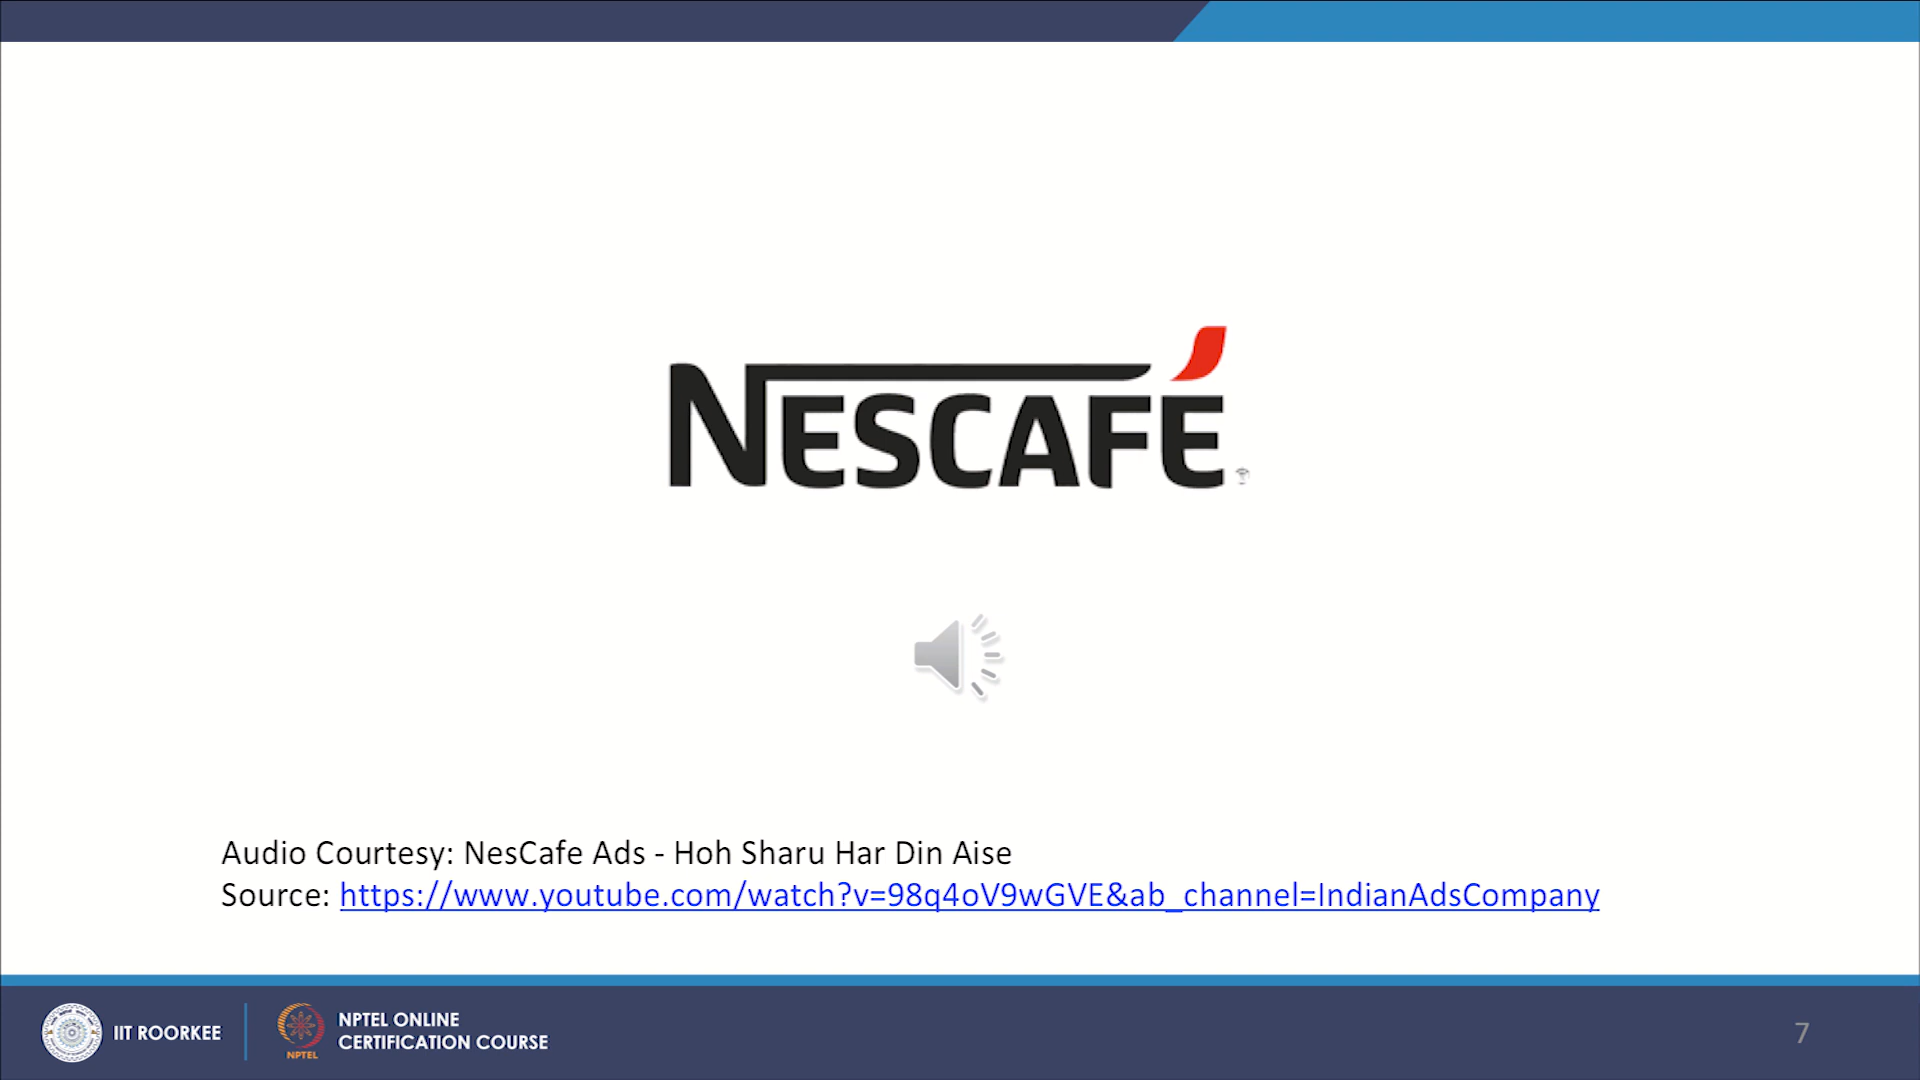 NESCAFÉ
Audio Courtesy: NesCafe Ads - Hoh Sharu Har Din Aise
Source: https://www.youtube.com/watch?v=98q4oV9wGVE&ab_channel=IndianAdsCompany
IIT ROORKEE
NPTEL
NPTEL ONLINE
CERTIFICATION COURSE
7